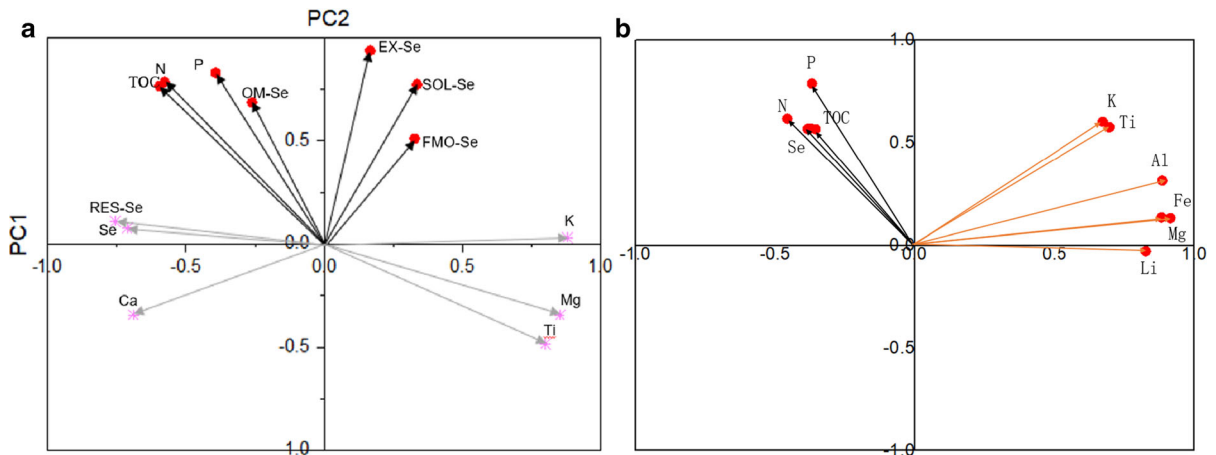 a
PC2
b
1.0
EX-Se
P
N
TOC
SOL-Se
OM-Se
P
N
TOC
K
Ti
0.5
FMO-Se
0.5
Se
Al
RES-Se
Se
K
Fe
PC1
-1.0
-0.5
0.0
0.0
0.5
1.0
-1.0
-0.5
0.0
0.0
0.5
1.0
Mg
Li
Ca
Mg
Ti
-0.5
-0.5
1.0
-1.0